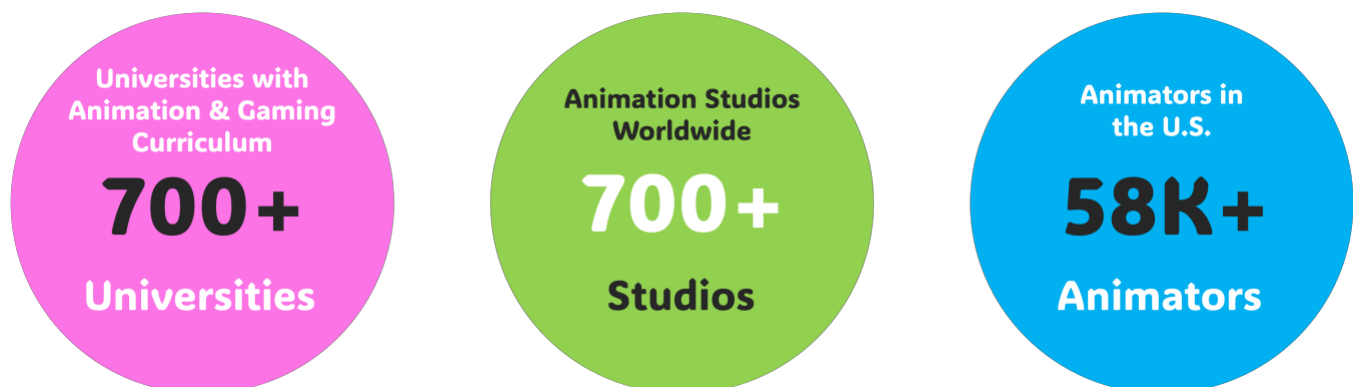 Universities with
Animation & Gaming
Curriculum
700+
Universities
Animation Studios
Worldwide
700+
Studios
Animators in
the U.S.
58K+
Animators